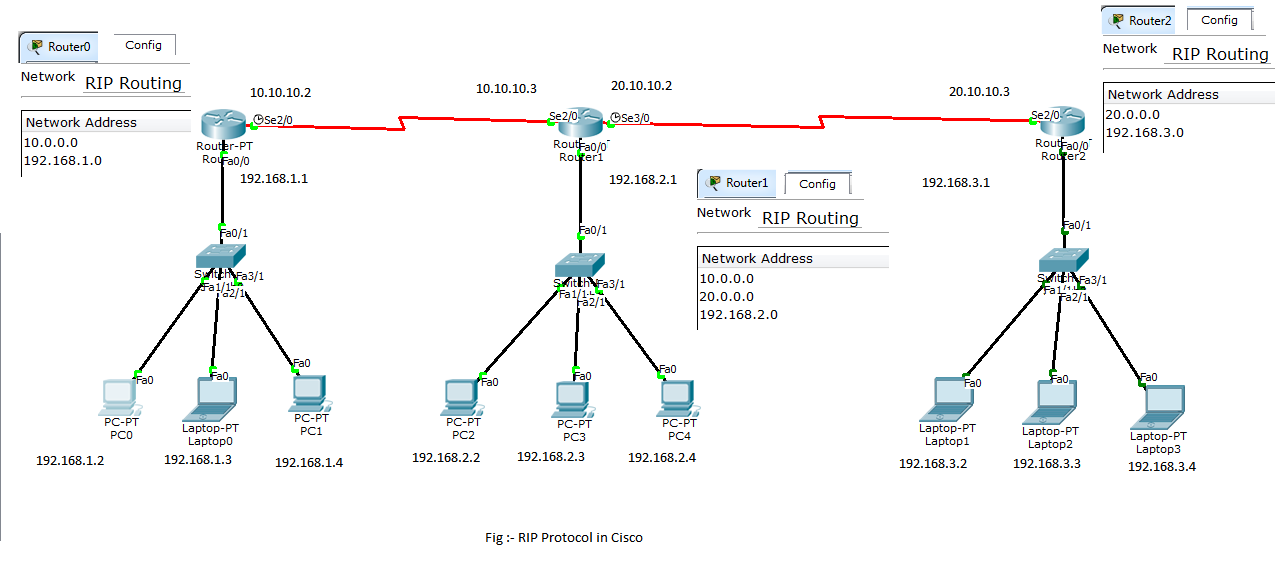 Router0 Config
Network RIP Routing
Network Address
10.0.0.0
192.168.1.0
10.10.10.2
Se2/0
Router-PT
Rou
Fa0/0
192.168.1.1
Fa0/1
Switch
Fa1/1
Fa2/1
Fa3/1
Fa0
Fa0
Fa0
PC-PT
PC0
Laptop-PT
Laptop0
PC-PT
PC1
192.168.1.2
192.168.1.3
192.168.1.4
10.10.10.3
20.10.10.2
Se2/0
Se3/0
Rout
Fa0/0
Router1
192.168.2.1
Router1 Config
Network RIP Routing
Network Address
10.0.0.0
20.0.0.0
192.168.2.0
Fa0/1
Switch
Fa1/1
Fa2/1
Fa3/1
Fa0
Fa0
Fa0
PC-PT
PC2
PC-PT
PC3
PC-PT
PC4
192.168.2.2
192.168.2.3
192.168.2.4
Router2 Config
Network RIP Routing
Network Address
20.0.0.0
192.168.3.0
20.10.10.3
Se2/0
Rout
Fa0/0
Router2
192.168.3.1
Fa0/1
Switch
Fa2/1
Fa3/1
Fa0
Fa0
Fa0
Laptop-PT
Laptop1
Laptop-PT
Laptop2
Laptop-PT
Laptop3
192.168.3.2
192.168.3.3
192.168.3.4
Fig :- RIP Protocol in Cisco